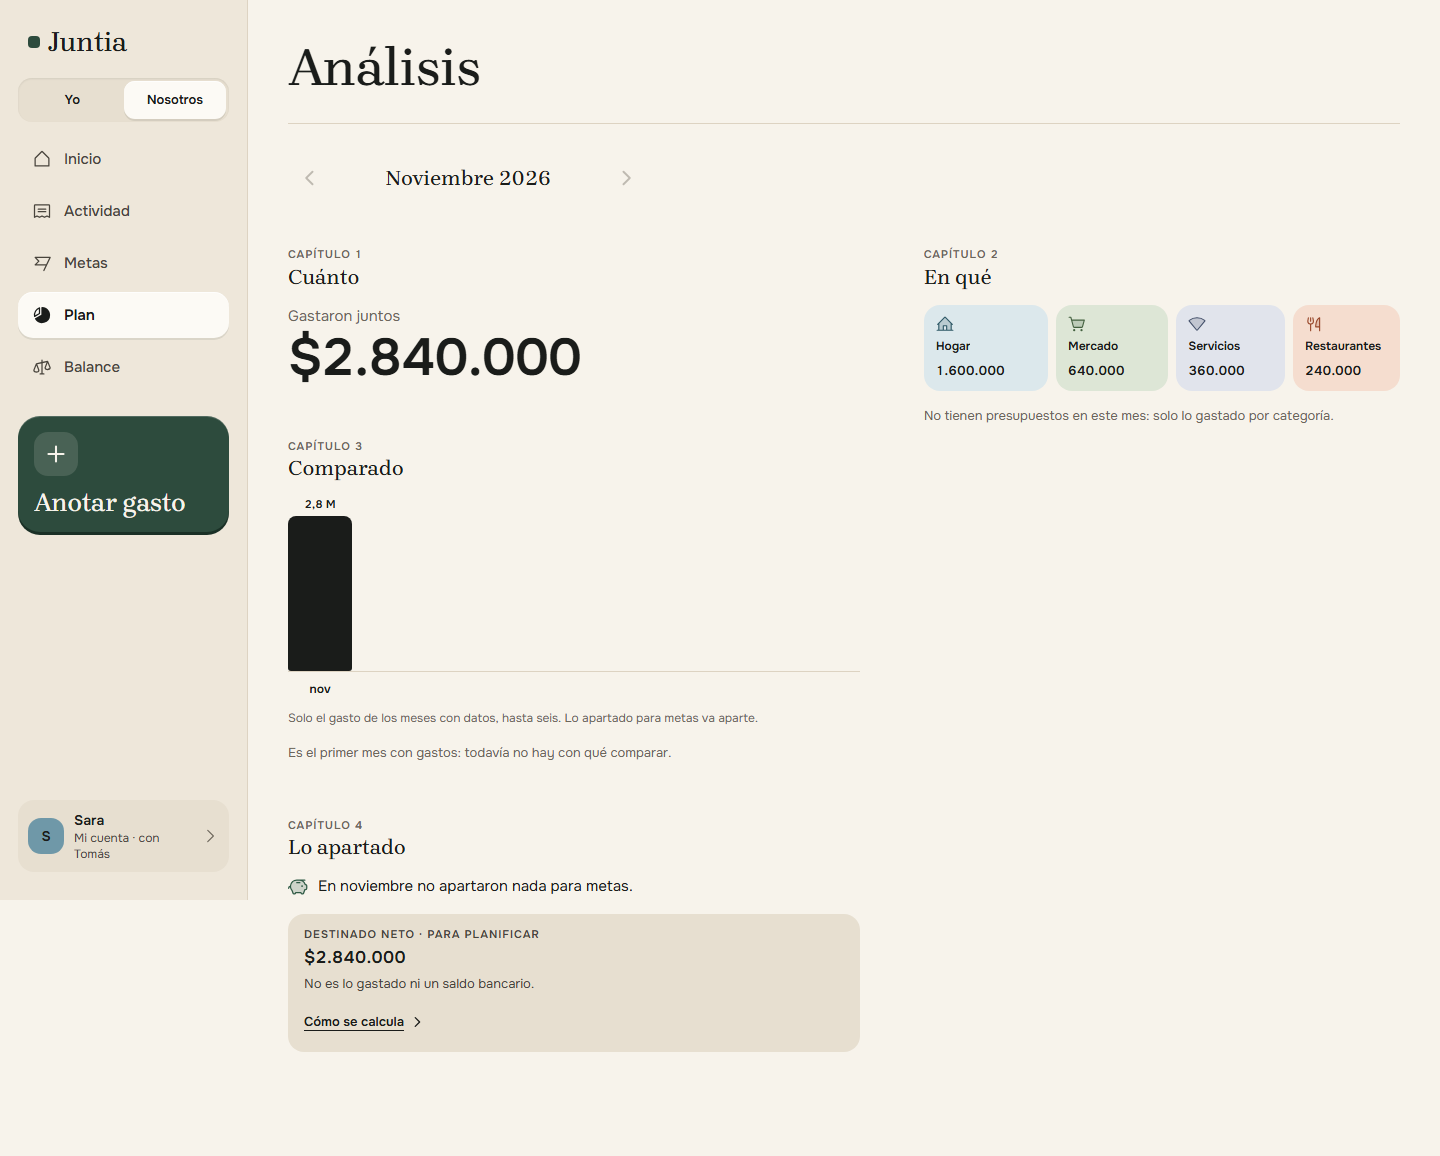 Juntia
Yo
Nosotros
Inicio
Actividad
Metas
Plan
Balance
Anotar gasto
S
Sara
Mi cuenta · con
Tomás
Análisis
Noviembre 2026
CAPÍTULO 1
Cuánto
Gastaron juntos
$2.840.000
CAPÍTULO 2
En qué
Hogar
1.600.000
Mercado
640.000
Servicios
360.000
Restaurantes
240.000
No tienen presupuestos en este mes: solo lo gastado por categoría.
CAPÍTULO 3
Comparado
2,8 M
nov
Solo el gasto de los meses con datos, hasta seis. Lo apartado para metas va aparte.
Es el primer mes con gastos: todavía no hay con qué comparar.
CAPÍTULO 4
Lo apartado
En noviembre no apartaron nada para metas.
DESTINADO NETO · PARA PLANIFICAR
$2.840.000
No es lo gastado ni un saldo bancario.
Cómo se calcula